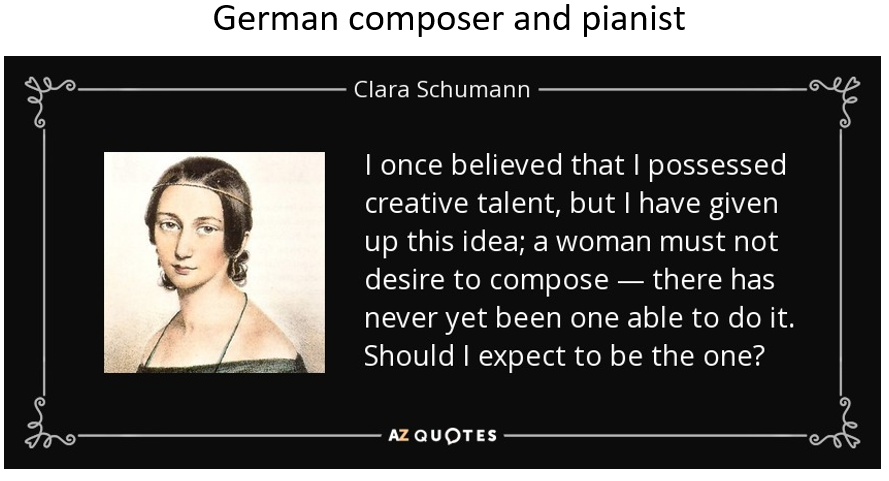 German composer and pianist
Clara Schumann
I once believed that I possessed
creative talent, but I have given
up this idea; a woman must not
desire to compose — there has
never yet been one able to do it.
Should I expect to be the one?
AZ QUOTES